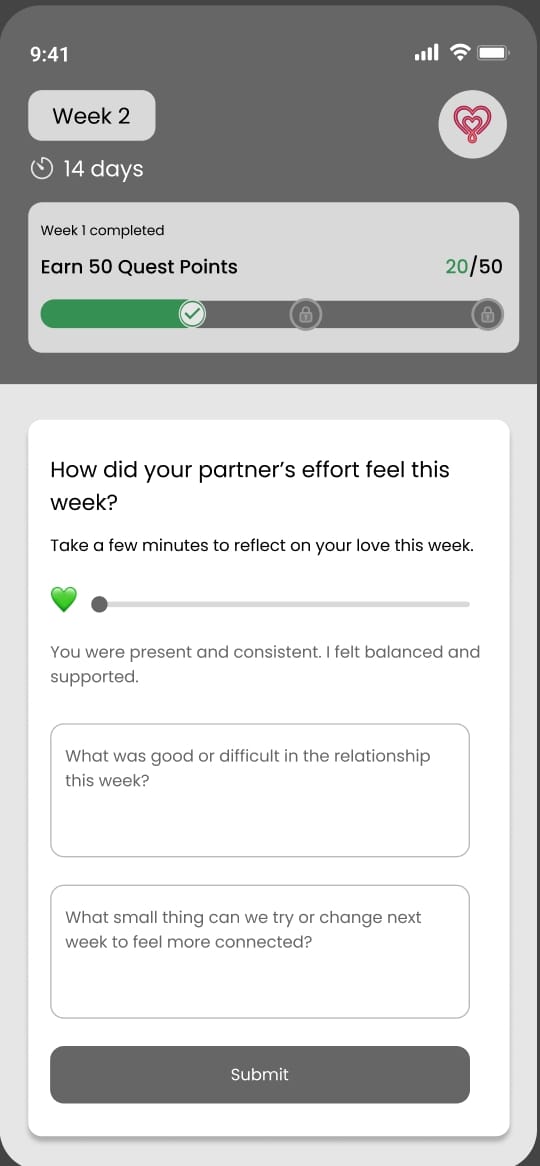 9:41
Week 2
14 days
Week 1 completed
Earn 50 Quest Points
20/50
How did your partner’s effort feel this
week?
Take a few minutes to reflect on your love this week.
You were present and consistent. I felt balanced and
supported.
What was good or difficult in the relationship
this week?
What small thing can we try or change next
week to feel more connected?
Submit